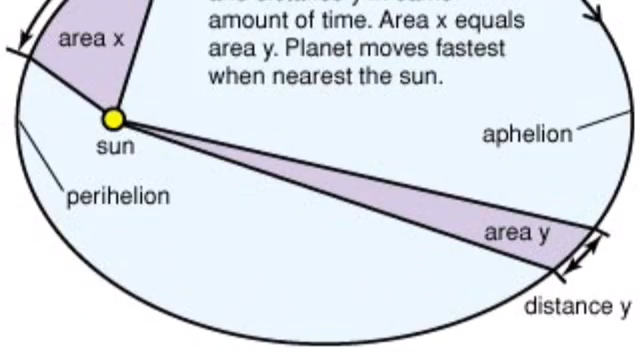 area x
amount of time. Area x equals
area y. Planet moves fastest
when nearest the sun.
sun
aphelion
perihelion
area y
distance y